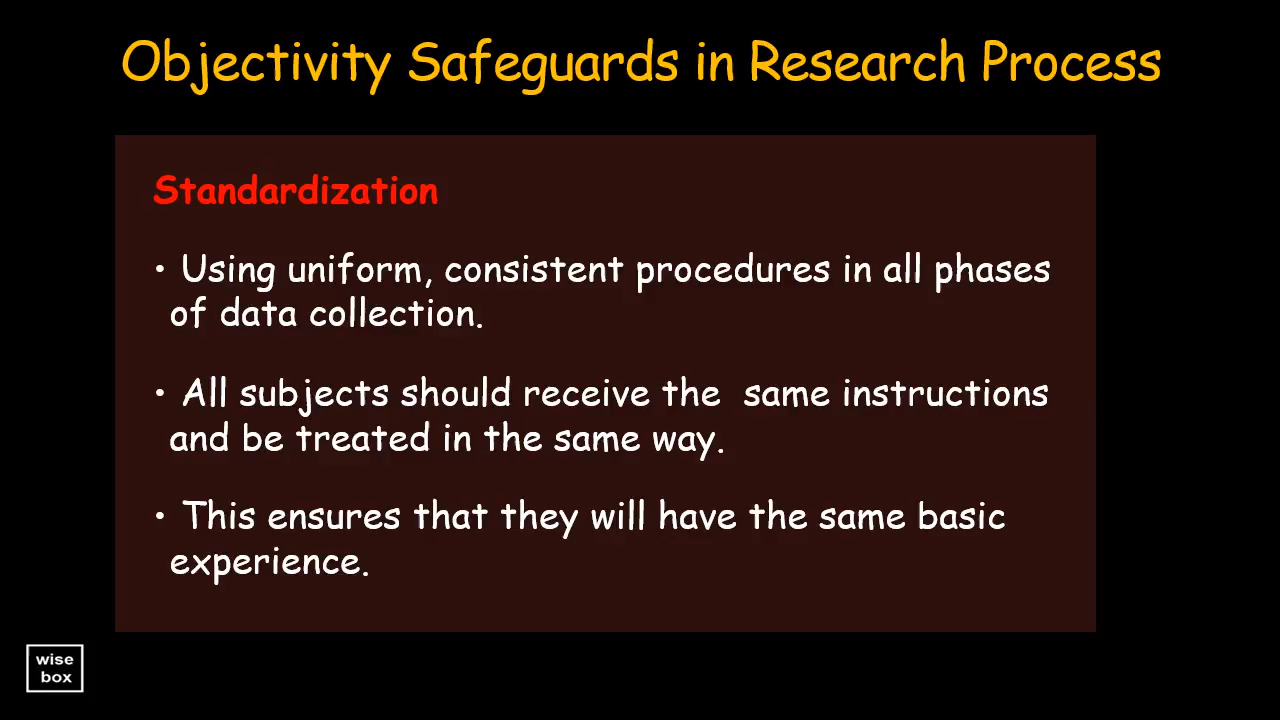 Objectivity Safeguards in Research Process
Standardization
• Using uniform, consistent procedures in all phases
of data collection.
• All subjects should receive the  same instructions
and be treated in the same way.
• This ensures that they will have the same basic
experience.
wise
box